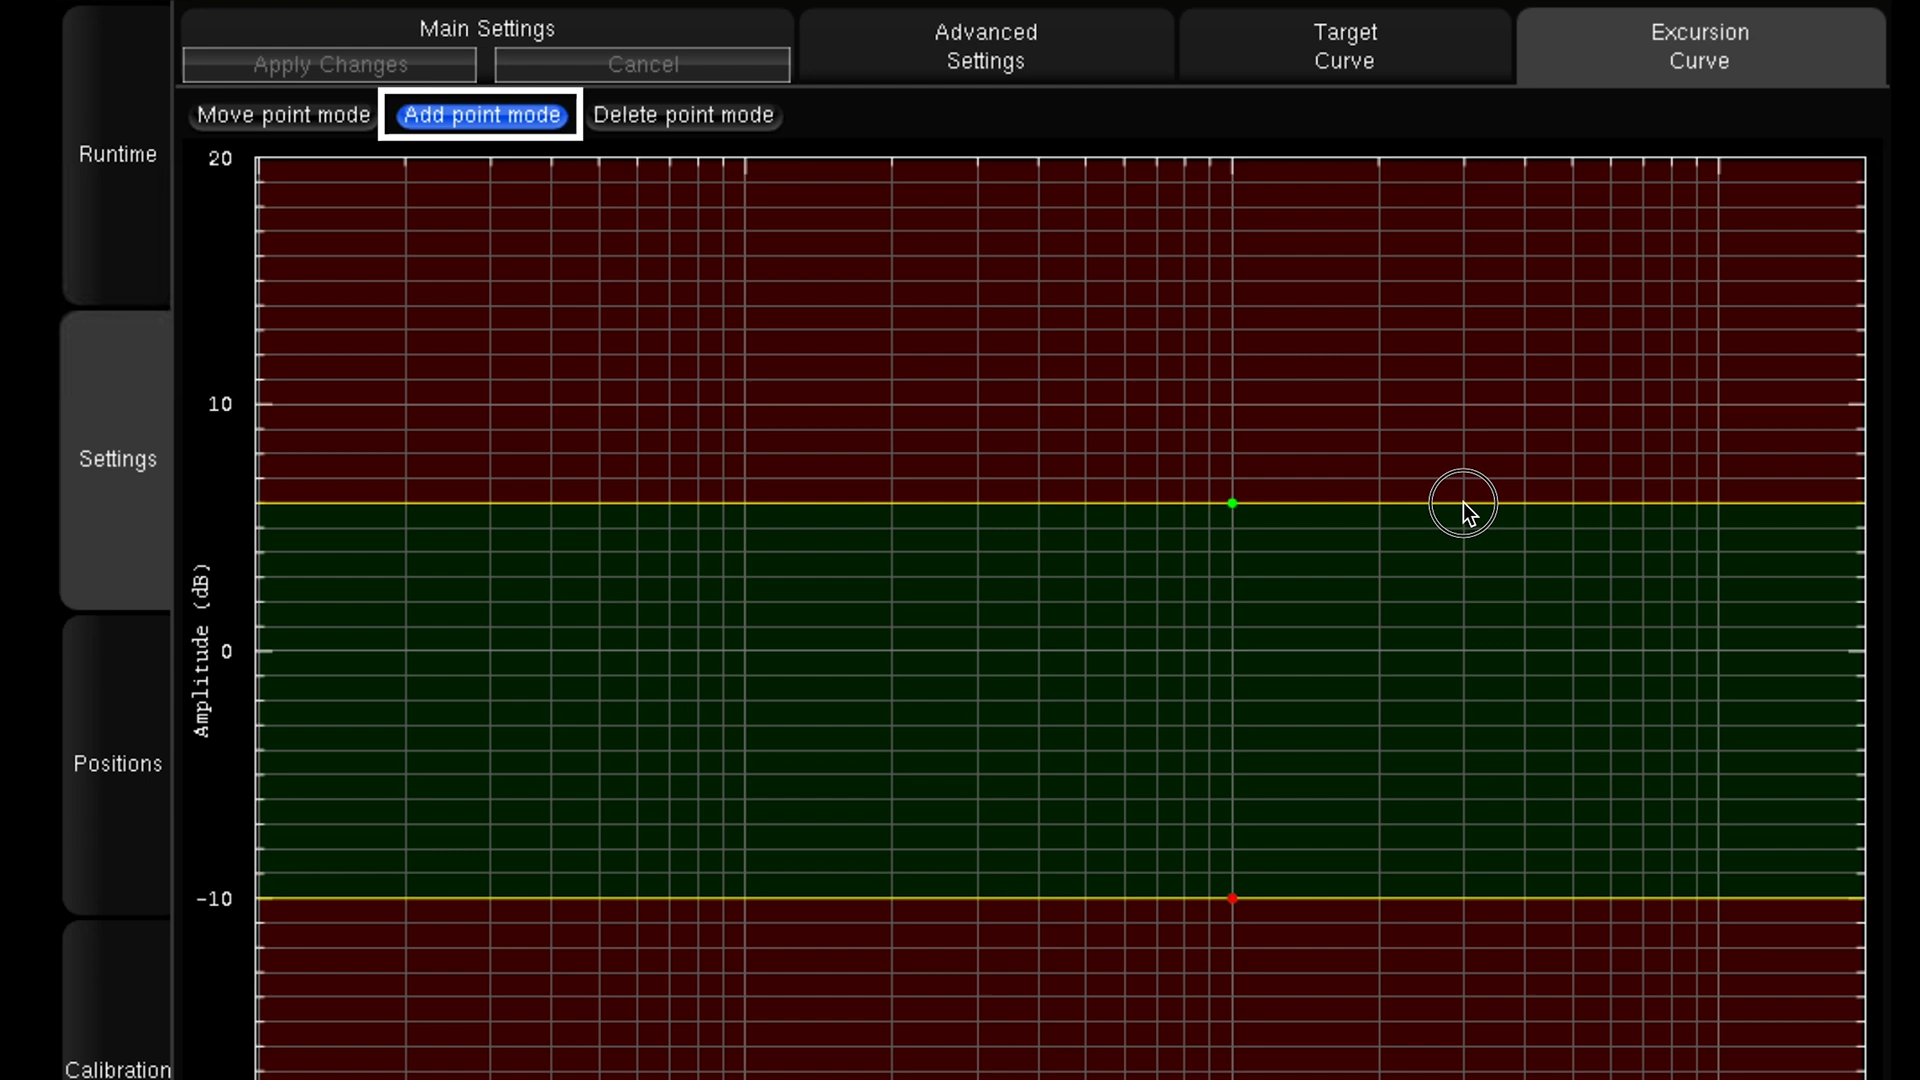 Main Settings
Apply Changes
Cancel
Advanced
Settings
Target
Curve
Excursion
Curve
Move point mode
Add point mode
Delete point mode
Runtime
Settings
Positions
Calibration
20
10
0
-10
Amplitude (dB)